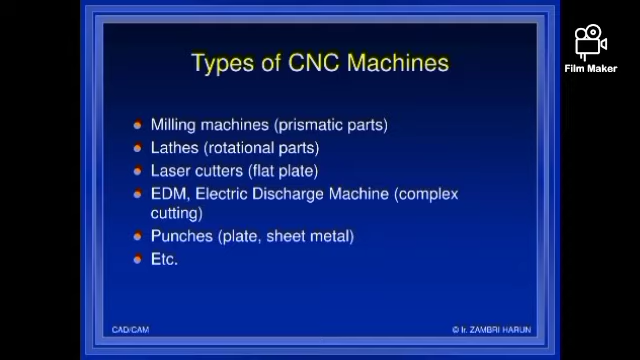 Types of CNC Machines
Film Maker
Milling machines (prismatic parts)
Lathes (rotational parts)
Laser cutters (flat plate)
EDM, Electric Discharge Machine (complex
cutting)
Punches (plate, sheet metal)
Etc.
CAD/CAM
© Ir. ZAMBRI HARUN